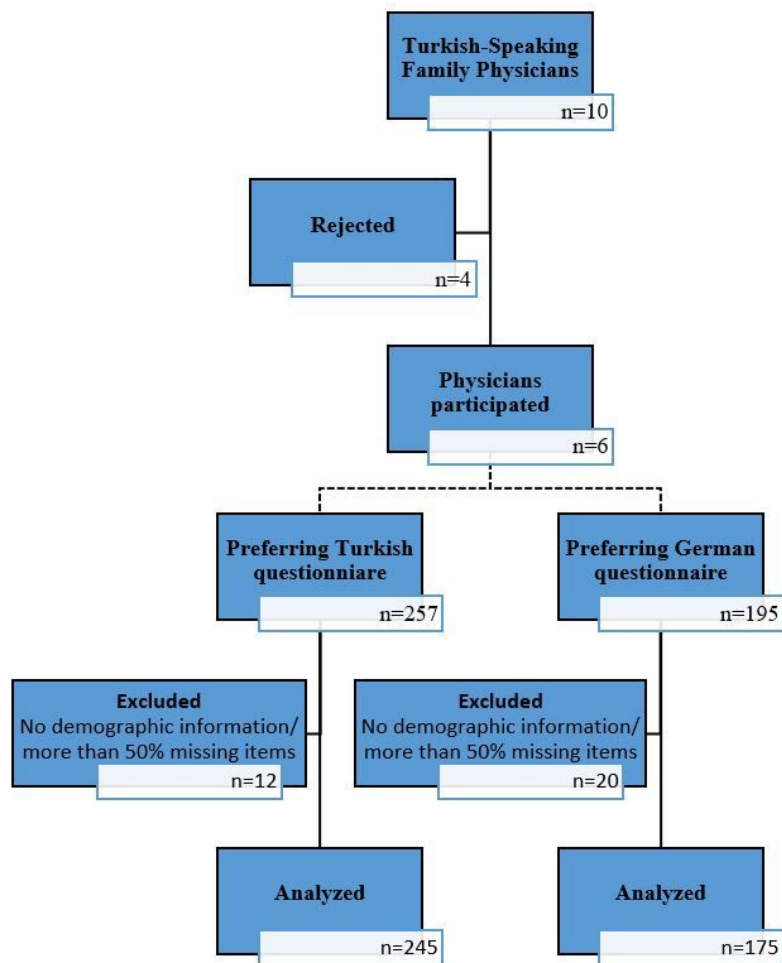 Turkish-Speaking
Family Physicians
n=10
Rejected
n=4
Physicians
participated
n=6
Preferring Turkish
questionniare
n=257
Preferring German
questionnaire
n=195
Excluded
No demographic information/
more than 50% missing items
n=12
Excluded
No demographic information/
more than 50% missing items
n=20
Analyzed
n=245
Analyzed
n=175